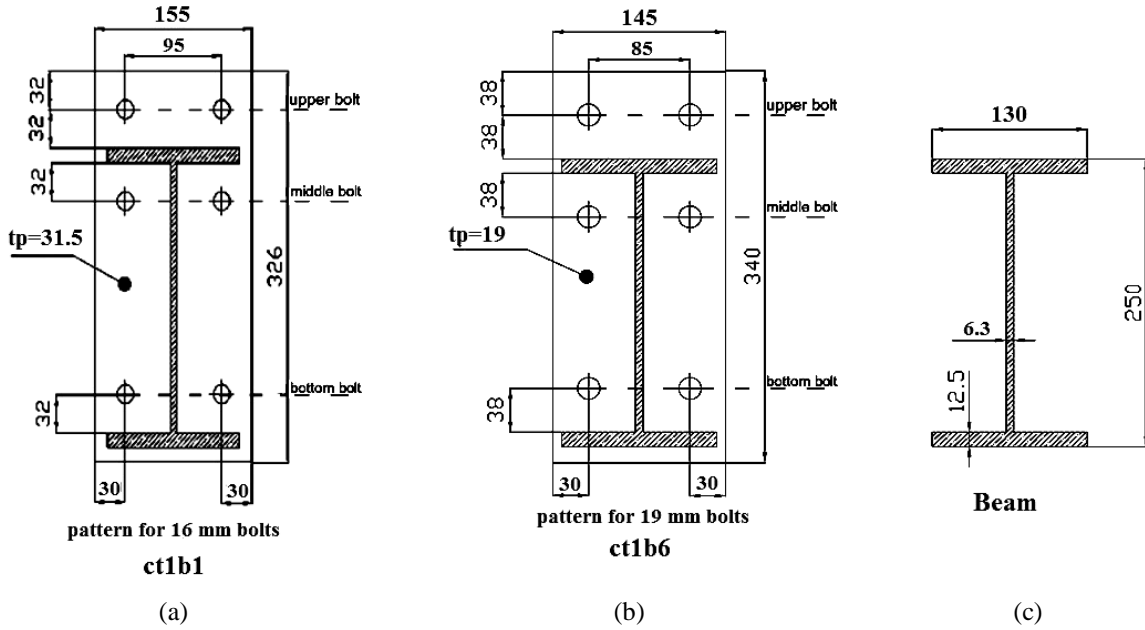 155
95
32
32
32
upper bolt
middle bolt
tp=31.5
326
bottom bolt
32
30
30
pattern for 16 mm bolts
ct1b1
(a)
145
85
38
38
38
upper bolt
middle bolt
tp=19
340
bottom bolt
38
30
30
pattern for 19 mm bolts
ct1b6
(b)
130
6.3
250
12.5
Beam
(c)